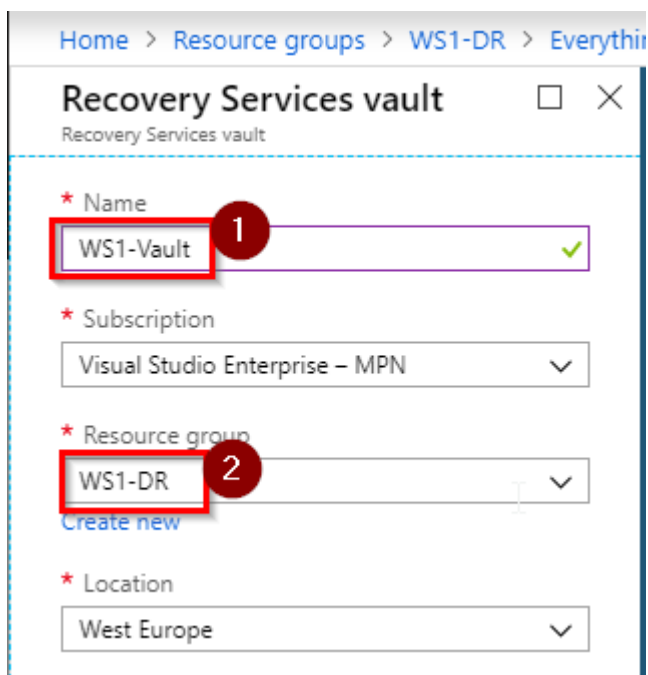 Home > Resource groups > WS1-DR > Everythin
Recovery Services vault
Recovery Services vault
* Name
WS1-Vault
1
* Subscription
Visual Studio Enterprise – MPN
* Resource group
WS1-DR
2
Create new
* Location
West Europe